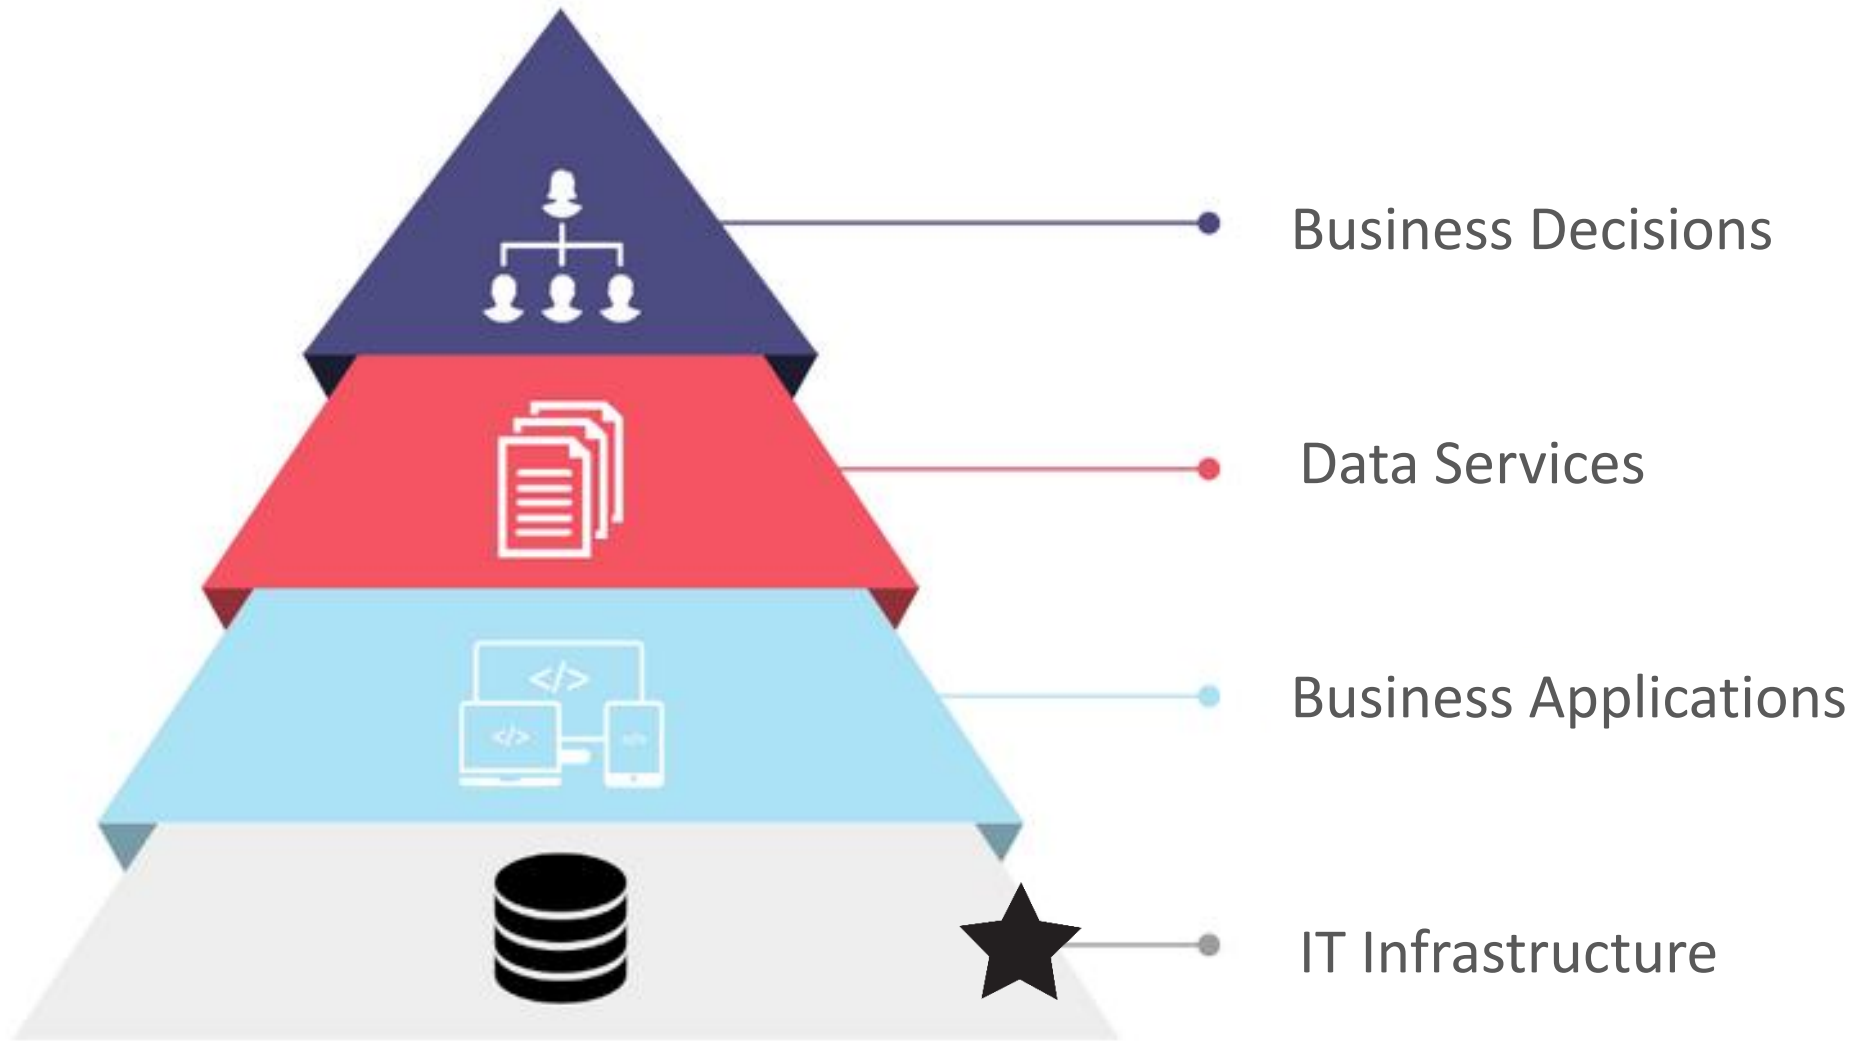 Business Decisions
Data Services
</>
Business Applications
</>
</>
IT Infrastructure